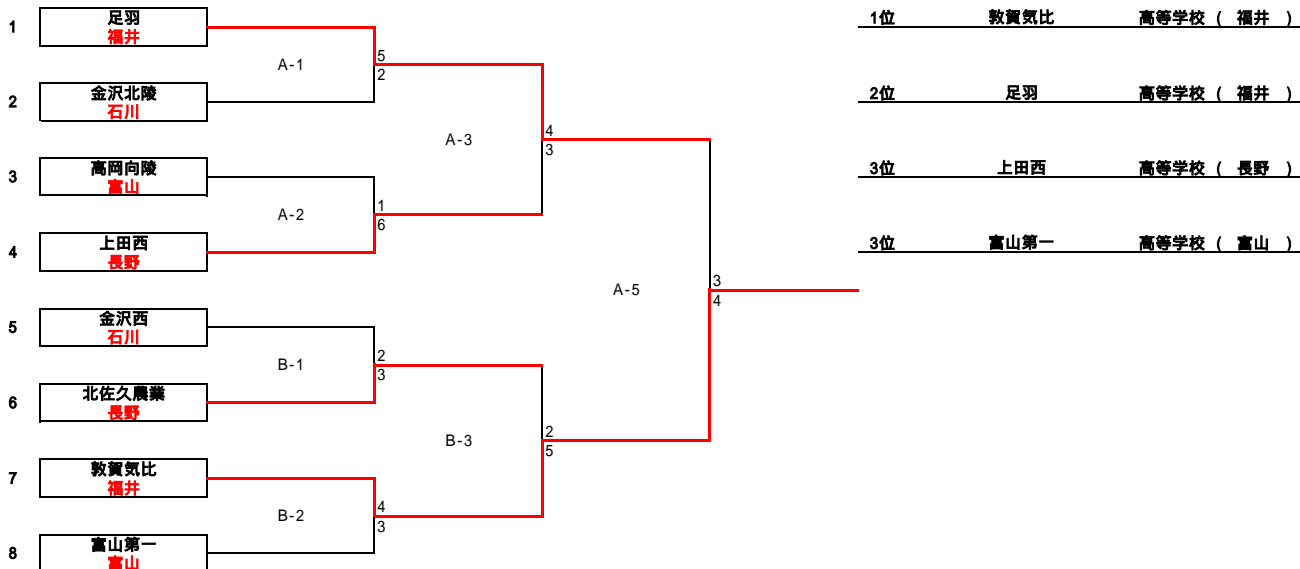 1
足羽
福井
A-1
5
2
2
金沢北陵
石川
A-3
4
3
3
高岡向陵
富山
A-2
1
6
4
上田西
長野
A-5
3
4
5
金沢西
石川
B-1
2
3
6
北佐久農業
長野
B-3
2
5
7
敦賀気比
福井
B-2
4
3
8
富山第一
富山
1位 敦賀気比 高等学校 ( 福井 )
2位 足羽 高等学校 ( 福井 )
3位 上田西 高等学校 ( 長野 )
3位 富山第一 高等学校 ( 富山 )